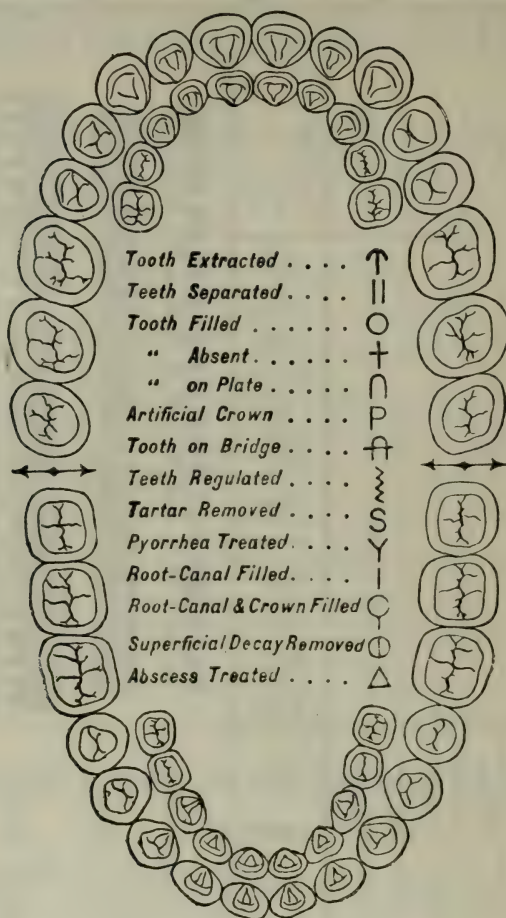 Tooth Extracted . . . . ↑
Teeth Separated . . . . ||
Tooth Filled . . . . . . O
" Absent . . . . . . +
" on Plate . . . . . ∩
Artificial Crown . . . . P
Tooth on Bridge . . . .
Teeth Regulated . . . .
Tartar Removed . . . . S
Pyorrhea Treated . . . . Y
Root-Canal Filled . . . . |
Root-Canal & Crown Filled
Superficial Decay Removed
Abscess Treated . . . . △